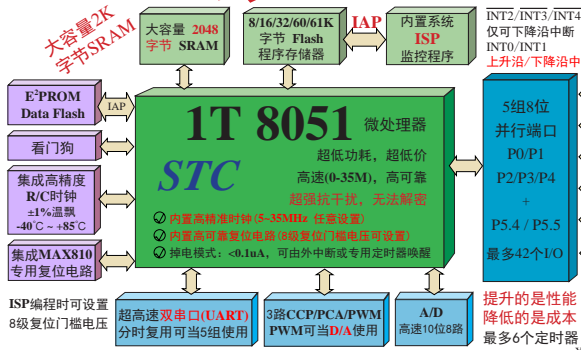 大容量2K
字节SRAM
大容量 2048
字节 SRAM
8/16/32/60/61K
字节 Flash
程序存储器
IAP
内置系统
ISP
监控程序
INT2/INT3/INT4
仅可下降沿中断
INT0/INT1
上升沿/下降沿中
E²PROM
Data Flash
IAP
看门狗
集成高精度
R/C时钟
±1%温飘
-40℃ ~ +85℃
集成MAX810
专用复位电路
1T 8051 微处理器
STC
超低功耗，超低价
高速(0-35M)，高可靠
超强抗干扰，无法解密
内置高精准时钟(5~35MHz 任意设置)
内置高可靠复位电路(8级复位门槛电压可设置)
掉电模式：<0.1uA，可由外中断或专用定时器唤醒
5组8位
并行端口
P0/P1
P2/P3/P4
+
P5.4 / P5.5
最多42个I/O
ISP编程时可设置
8级复位门槛电压
超高速双串口(UART)
分时复用可当5组使用
3路CCP/PCA/PWM
PWM可当D/A使用
A/D
高速10位8路
提升的是性能
降低的是成本
最多6个定时器